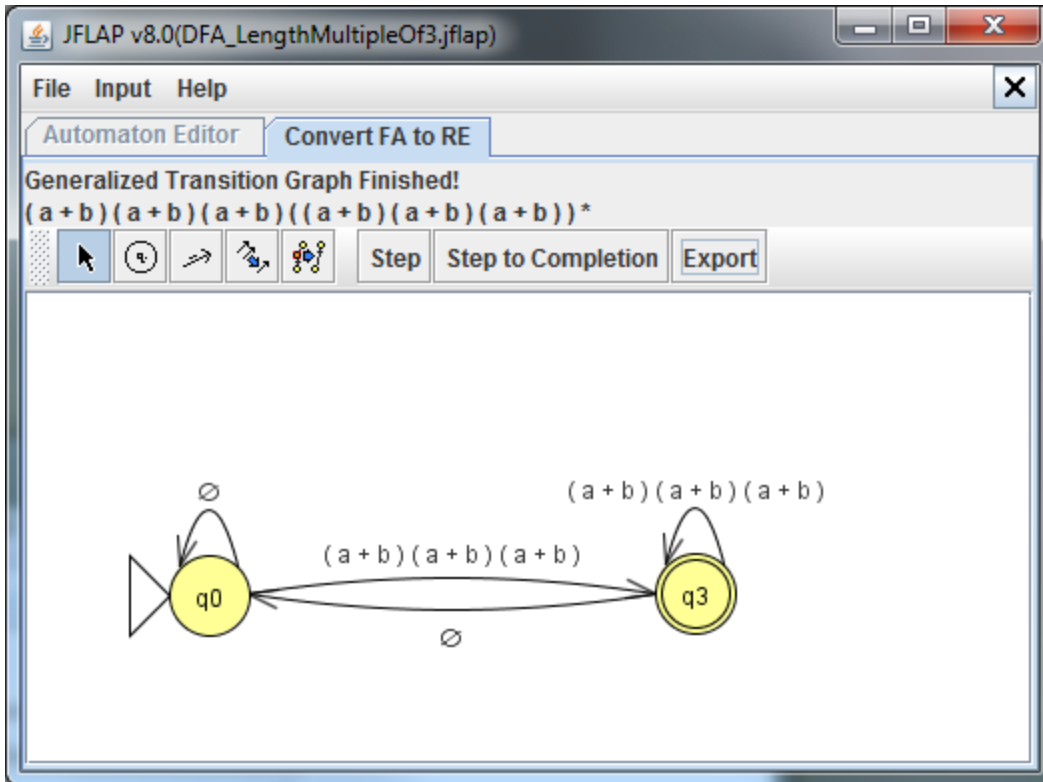 JFLAP v8.0(DFA_LengthMultipleOf3.jflap)
File Input Help
Automaton Editor Convert FA to RE
Generalized Transition Graph Finished!
( a + b ) ( a + b ) ( a + b ) ( ( a + b ) ( a + b ) ( a + b ) ) *
Step Step to Completion Export
∅ ( a + b ) ( a + b ) ( a + b )
( a + b ) ( a + b ) ( a + b )
q0 q3
∅